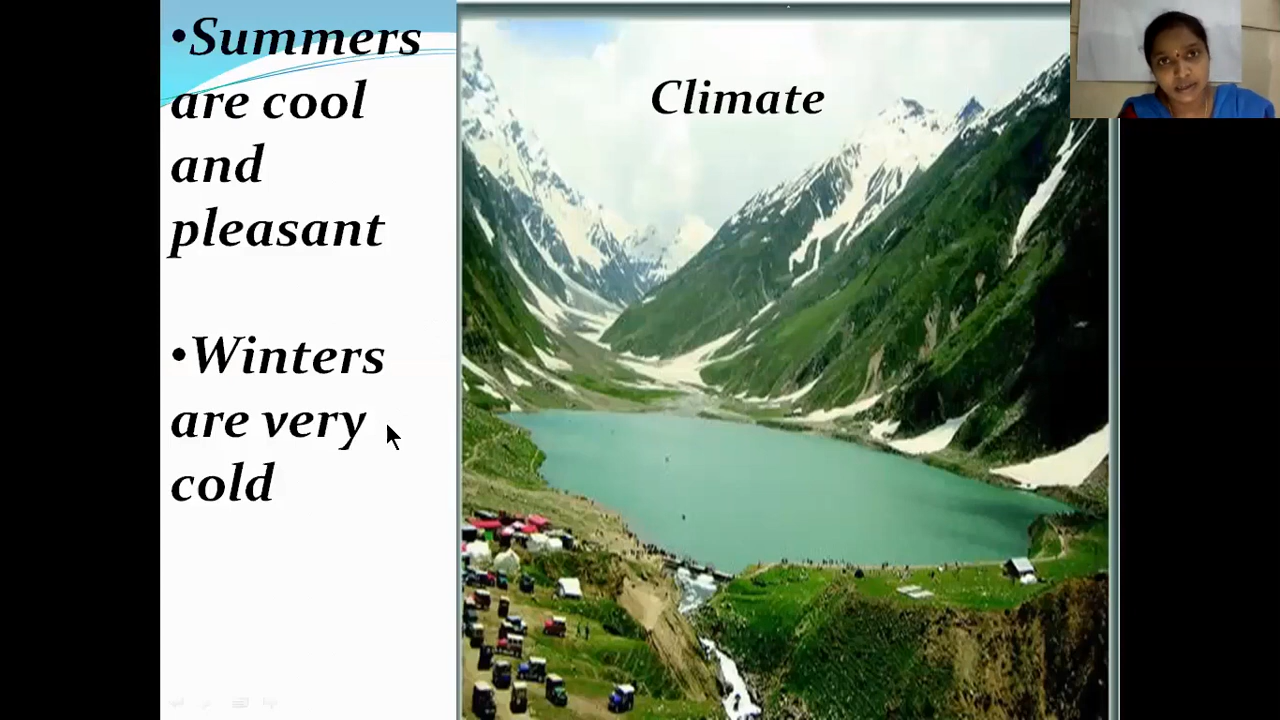 •Summers
are cool
and
pleasant
•Winters
are very
cold
Climate